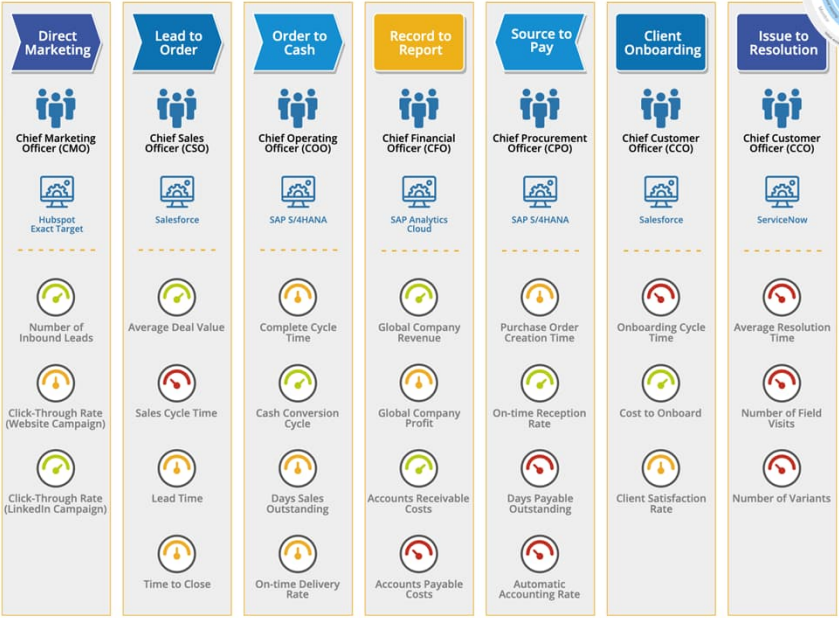 Direct
Marketing
Chief Marketing
Officer (CMO)
Hubspot
Exact Target
Number of
Inbound Leads
Click-Through Rate
(Website Campaign)
Click-Through Rate
(LinkedIn Campaign)
Lead to
Order
Chief Sales
Officer (CSO)
Salesforce
Average Deal Value
Sales Cycle Time
Lead Time
Time to Close
Order to
Cash
Chief Operating
Officer (COO)
SAP S/4HANA
Complete Cycle
Time
Cash Conversion
Cycle
Days Sales
Outstanding
On-time Delivery
Rate
Record to
Report
Chief Financial
Officer (CFO)
SAP Analytics
Cloud
Global Company
Revenue
Global Company
Profit
Accounts Receivable
Costs
Accounts Payable
Costs
Source to
Pay
Chief Procurement
Officer (CPO)
SAP S/4HANA
Purchase Order
Creation Time
On-time Reception
Rate
Days Payable
Outstanding
Automatic
Accounting Rate
Client
Onboarding
Chief Customer
Officer (CCO)
Salesforce
Onboarding Cycle
Time
Cost to Onboard
Client Satisfaction
Rate
Issue to
Resolution
Chief Customer
Officer (CCO)
ServiceNow
Average Resolution
Time
Number of Field
Visits
Number of Variants